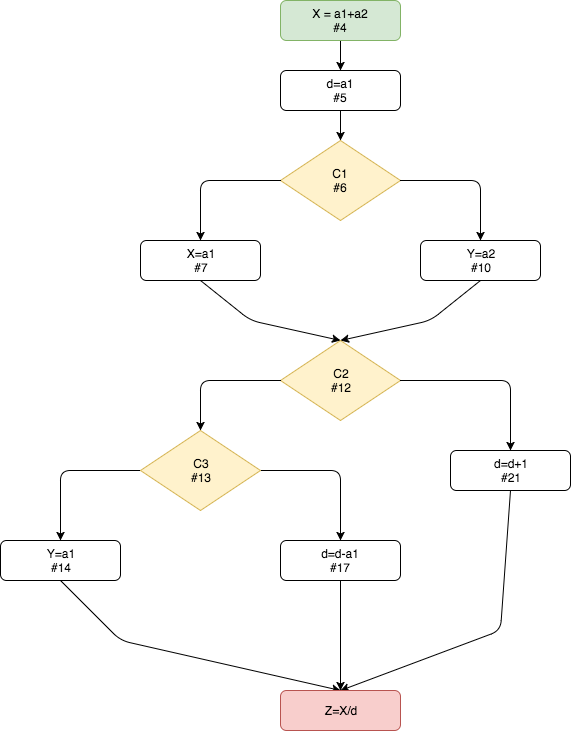 X = a1+a2
#4
d=a1
#5
C1
#6
X=a1
#7
Y=a2
#10
C2
#12
C3
#13
d=d+1
#21
Y=a1
#14
d=d-a1
#17
Z=X/d